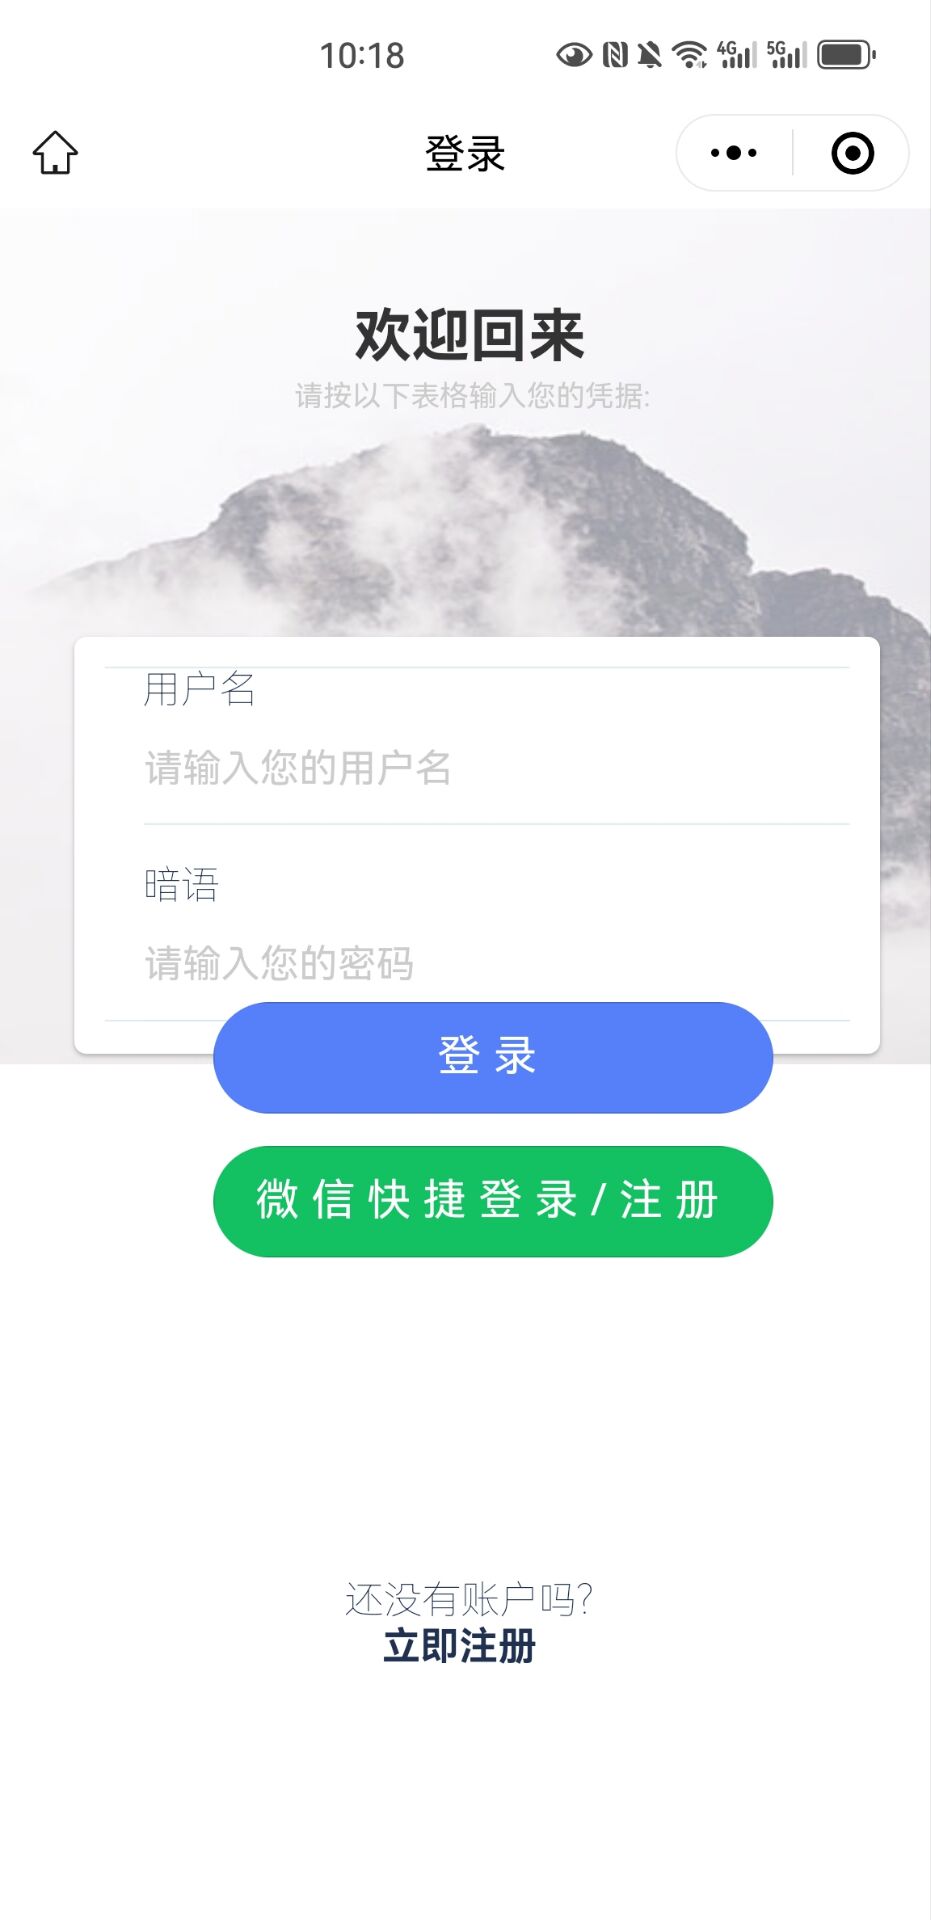 10:18
4G 5G
登录
欢迎回来
请按以下表格输入您的凭据:
用户名
请输入您的用户名
暗语
请输入您的密码
登录
微信快捷登录/注册
还没有账户吗?
立即注册